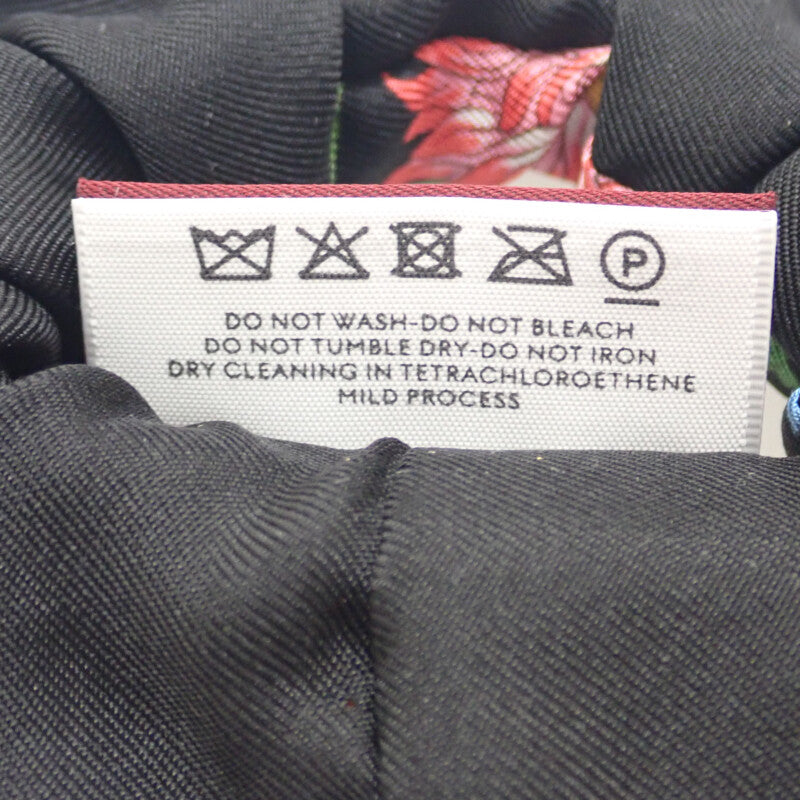 P
DO NOT WASH-DO NOT BLEACH
DO NOT TUMBLE DRY-DO NOT IRON
DRY CLEANING IN TETRACHLOROETHENE
MILD PROCESS